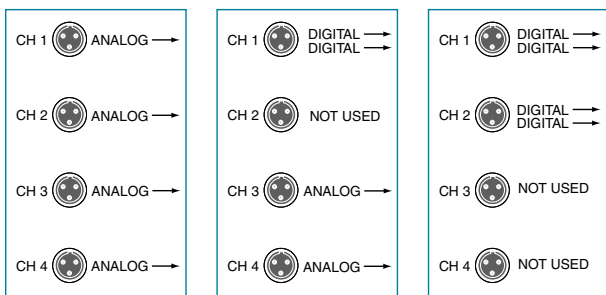 CH 1 ANALOG
CH 2 ANALOG
CH 3 ANALOG
CH 4 ANALOG
CH 1 DIGITAL
DIGITAL
CH 2 NOT USED
CH 3 ANALOG
CH 4 ANALOG
CH 1 DIGITAL
DIGITAL
CH 2 DIGITAL
DIGITAL
CH 3 NOT USED
CH 4 NOT USED